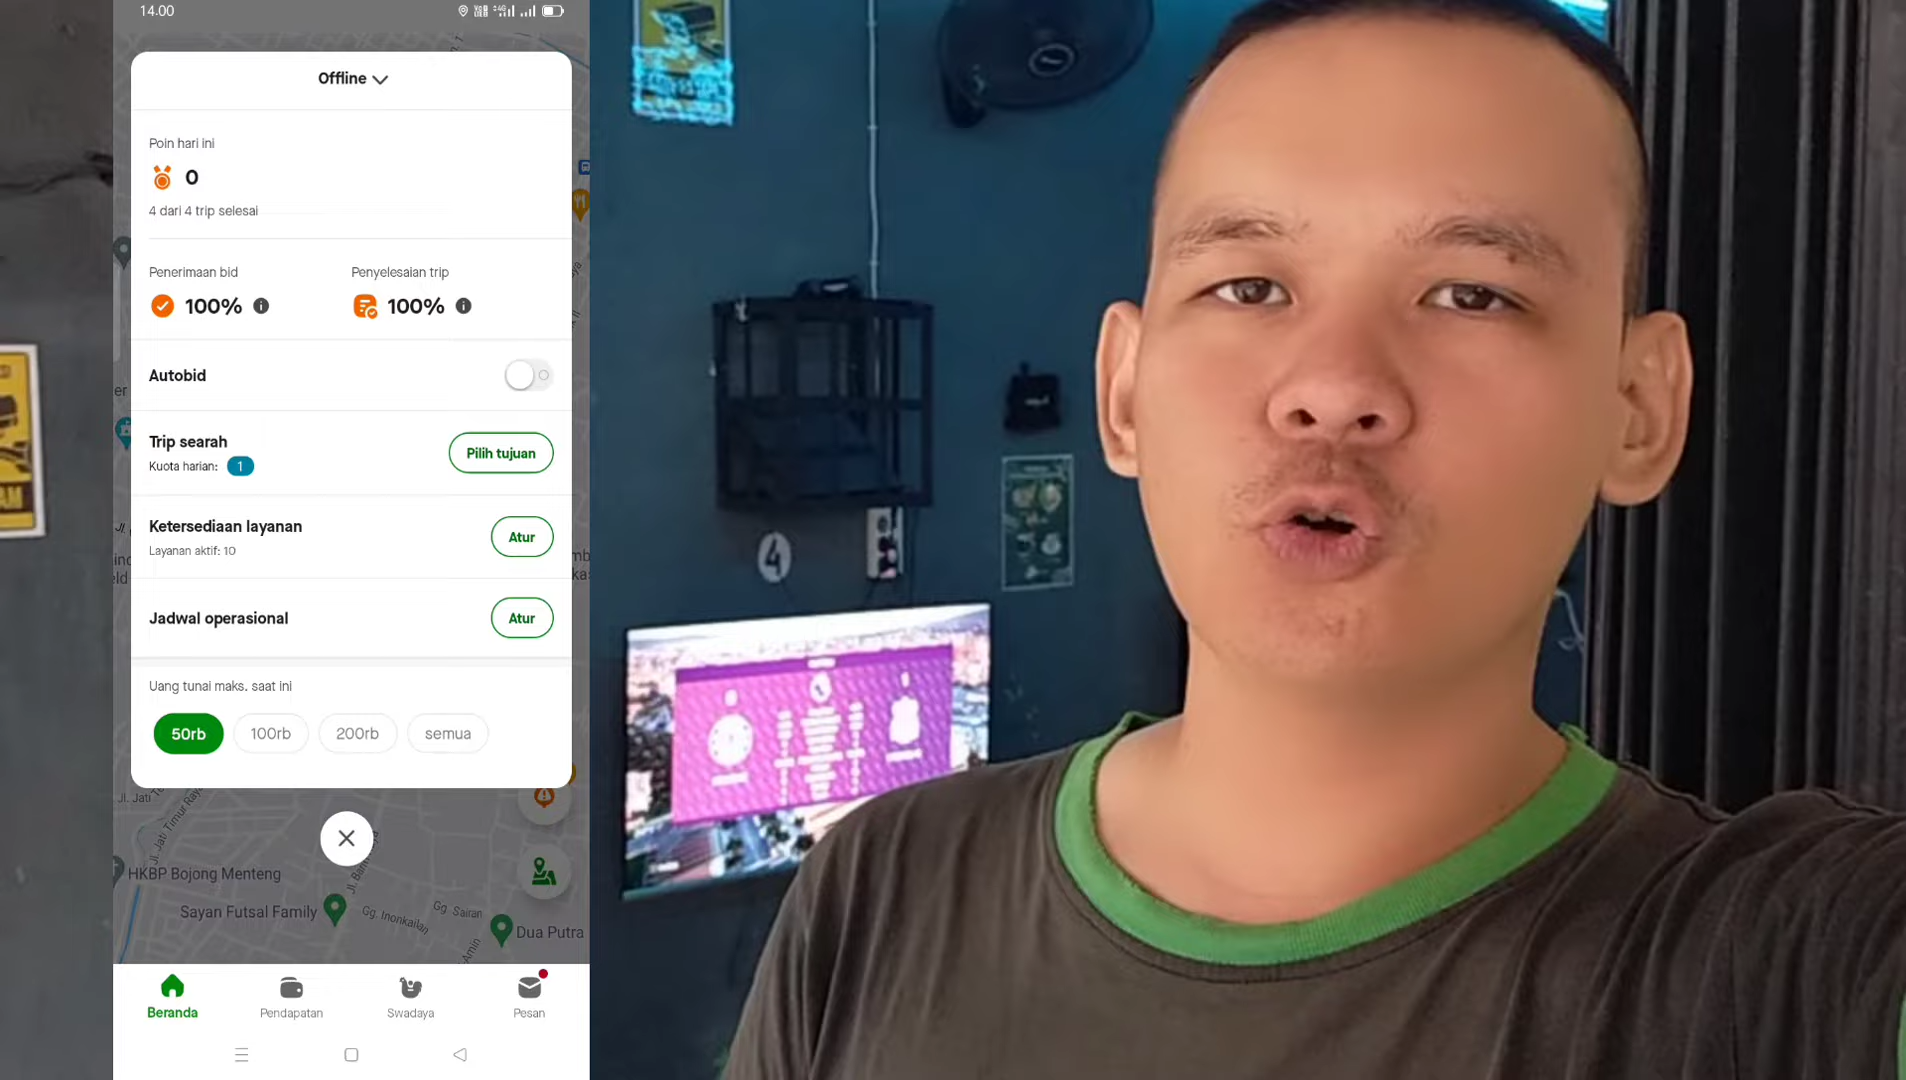 14.00
Offline
Poin hari ini
0
4 dari 4 trip selesai
Penerimaan bid
100%
Penyelesaian trip
100%
Autobid
Trip searah
Kuota harian: 1
Pilih tujuan
Ketersediaan layanan
Layanan aktif: 10
Atur
Jadwal operasional
Atur
Uang tunai maks. saat ini
50rb 100rb 200rb semua
Jl. Jati Timur Raya
HKBP Bojong Menteng
Sayan Futsal Family
Gg. Inonkailan
Gg. Sairan
Dua Putra
Beranda Pendapatan Swadaya Pesan
4